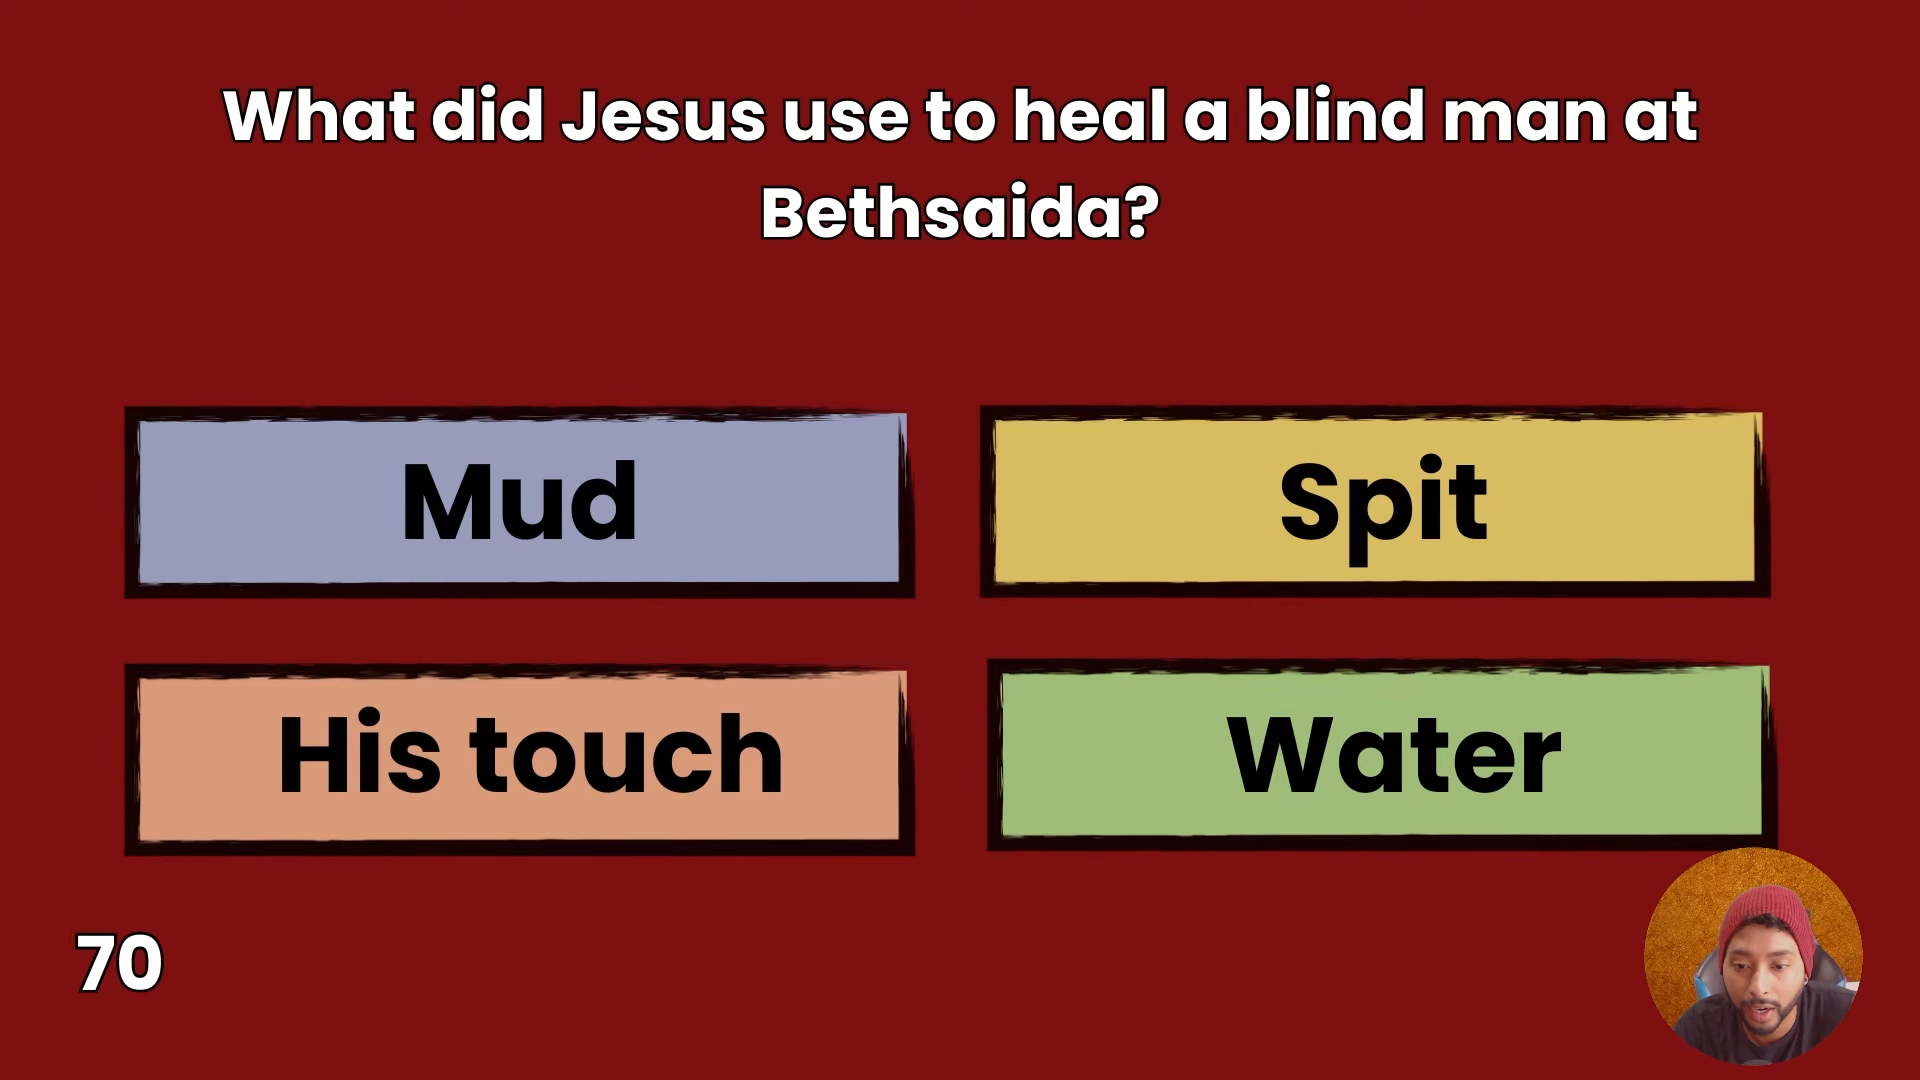 What did Jesus use to heal a blind man at
Bethsaida?
Mud
Spit
His touch
Water
70